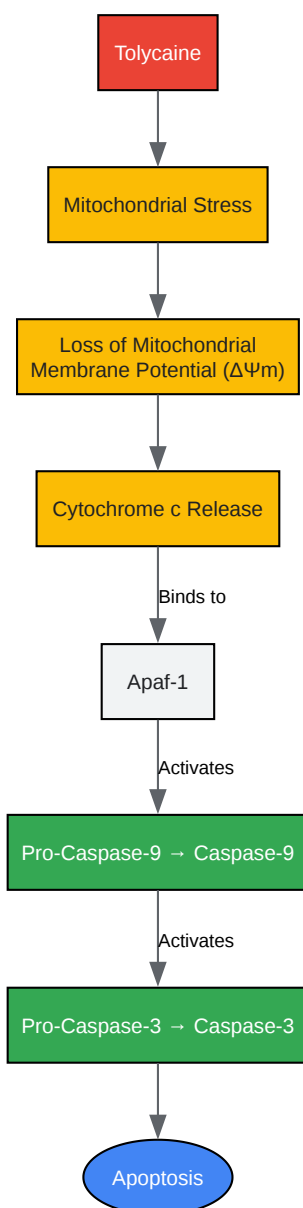 Tolycaine
Mitochondrial Stress
Loss of Mitochondrial
Membrane Potential (ΔΨm)
Cytochrome c Release
Binds to
Apaf-1
Activates
Pro-Caspase-9 → Caspase-9
Activates
Pro-Caspase-3 → Caspase-3
Apoptosis